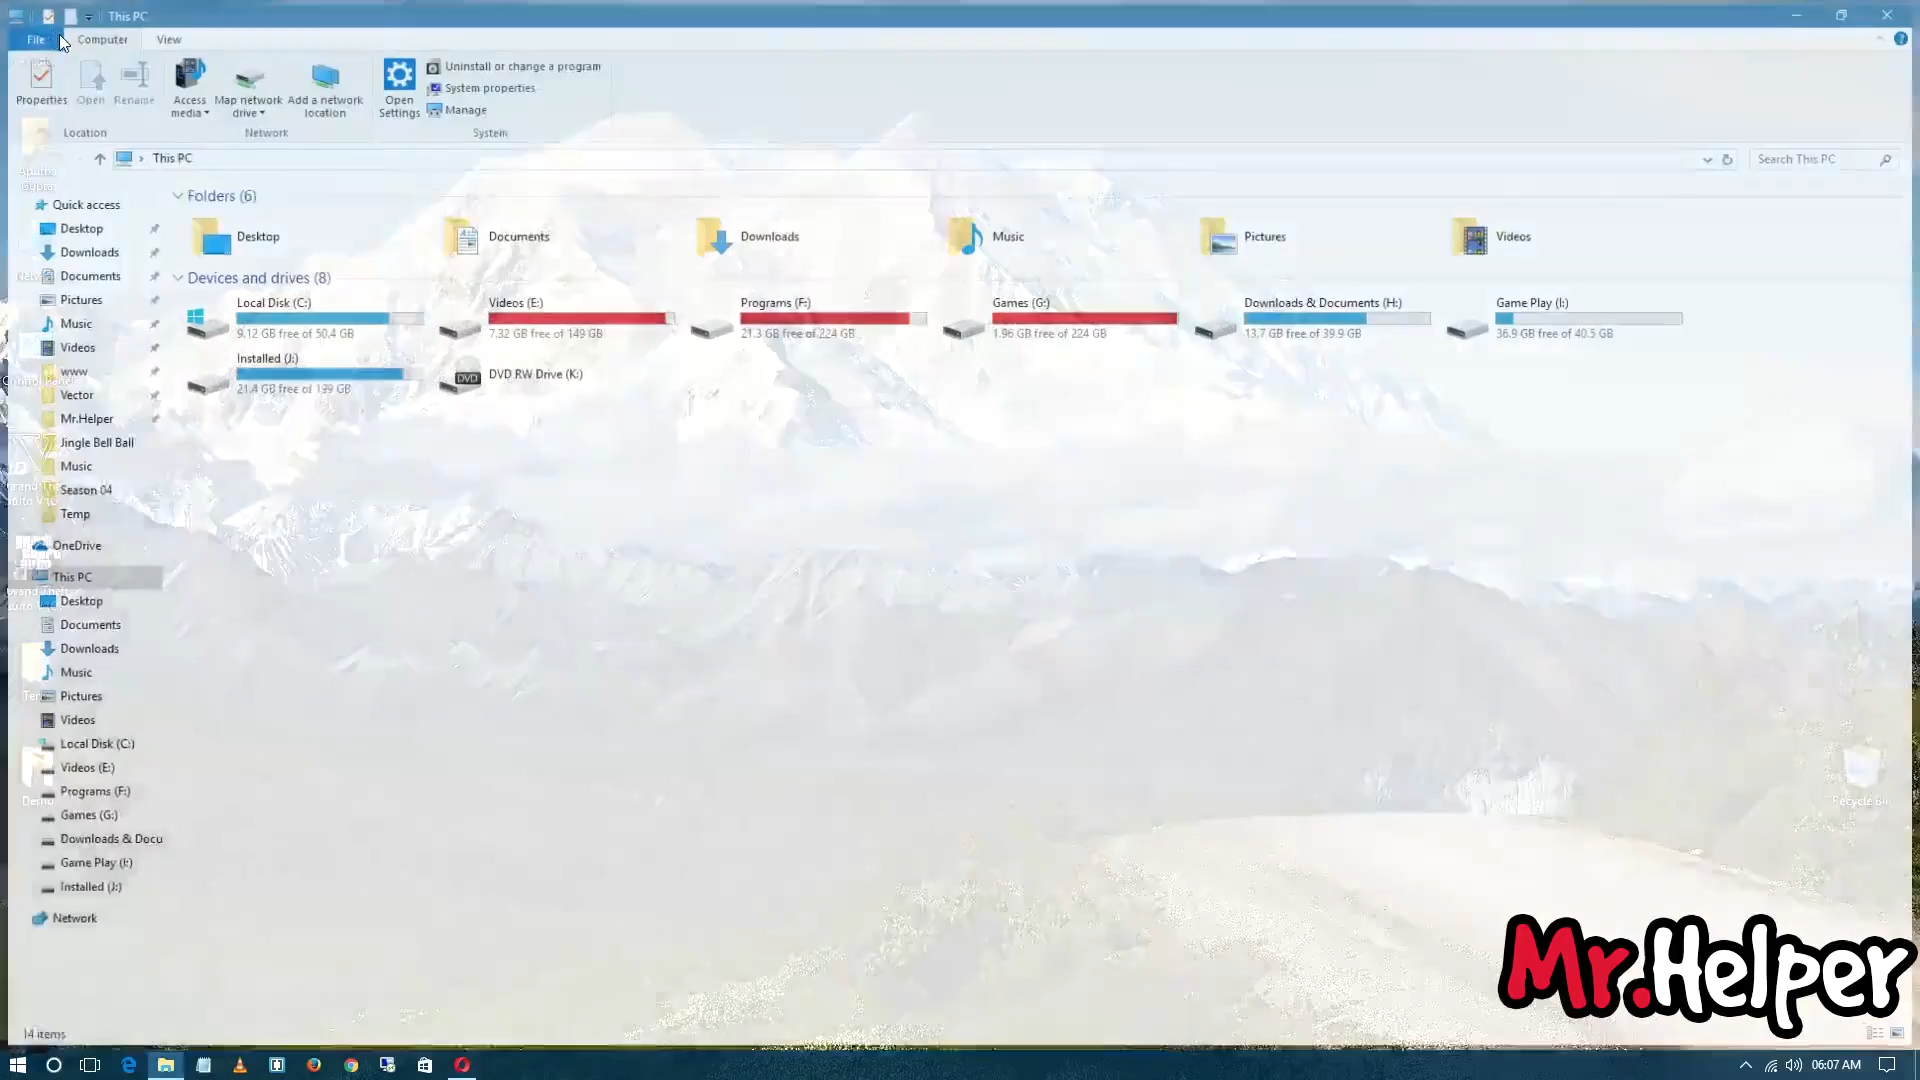 This PC
File Computer View
Properties Open Rename
Access media
Map network drive
Add a network location
Open Settings
Uninstall or change a program
System properties
Manage
Location Network System
This PC
Search This PC
Quick access
Desktop
Downloads
Documents
Pictures
Music
Videos
www
Vector
Mr.Helper
Jingle Bell Ball
Music
Season 04
Temp
OneDrive
This PC
Desktop
Documents
Downloads
Music
Pictures
Videos
Local Disk (C:)
Videos (E:)
Programs (F:)
Games (G:)
Downloads & Docu
Game Play (I:)
Installed (J:)
Network
Folders (6)
Desktop Documents Downloads Music Pictures Videos
Devices and drives (8)
Local Disk (C:)
9.12 GB free of 50.4 GB
Videos (E:)
7.32 GB free of 149 GB
Programs (F:)
21.3 GB free of 224 GB
Games (G:)
1.96 GB free of 224 GB
Downloads & Documents (H:)
13.7 GB free of 39.9 GB
Game Play (I:)
36.9 GB free of 40.5 GB
Installed (J:)
21.4 GB free of 139 GB
DVD
DVD RW Drive (K:)
Recycle Bin
Mr.Helper
14 items
06:07 AM